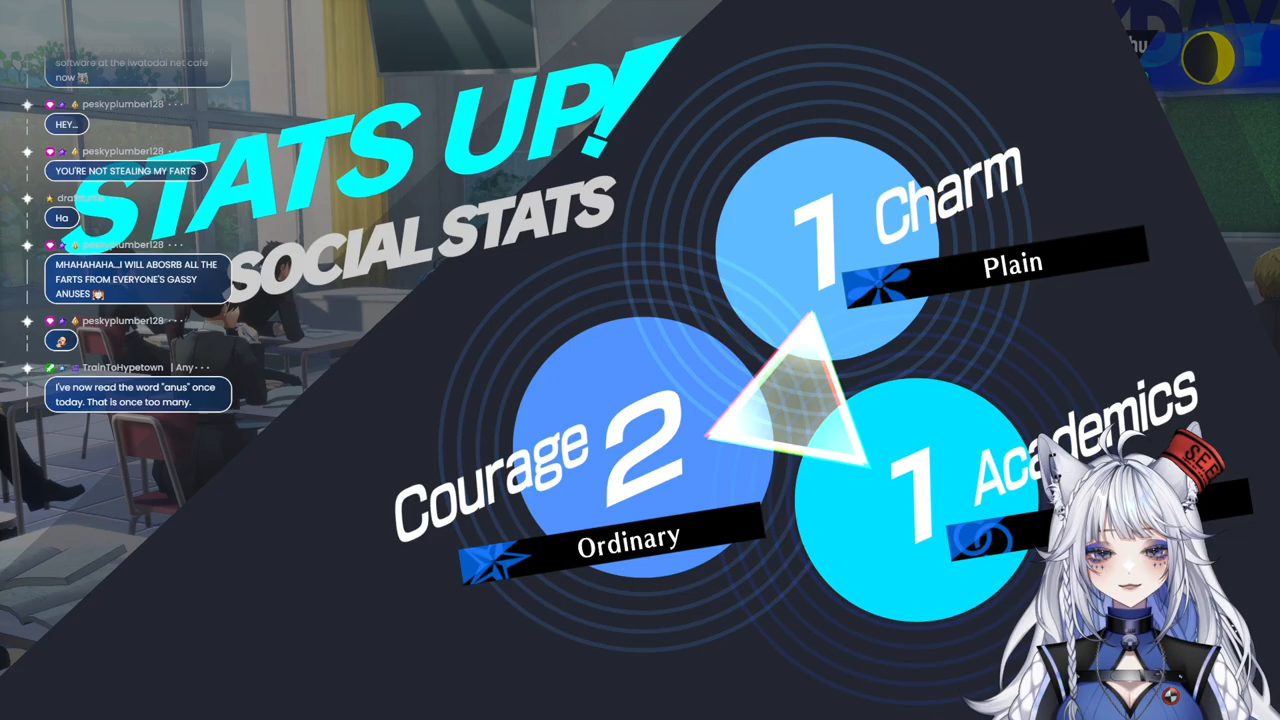 software at the iwatodai net cafe
now
peskyplumber128 ...
HEY...
peskyplumber128 ...
YOU'RE NOT STEALING MY FARTS
Ha
peskyplumber128 ...
MHAHAHAHA...I WILL ABOSRB ALL THE
FARTS FROM EVERYONE'S GASSY
ANUSES
peskyplumber128 ...
TrainToHypetown | Any...
I've now read the word "anus" once
today. That is once too many.
STATS UP!
SOCIAL STATS
1 Charm
Plain
Courage 2
Ordinary
1 Academics
SEE